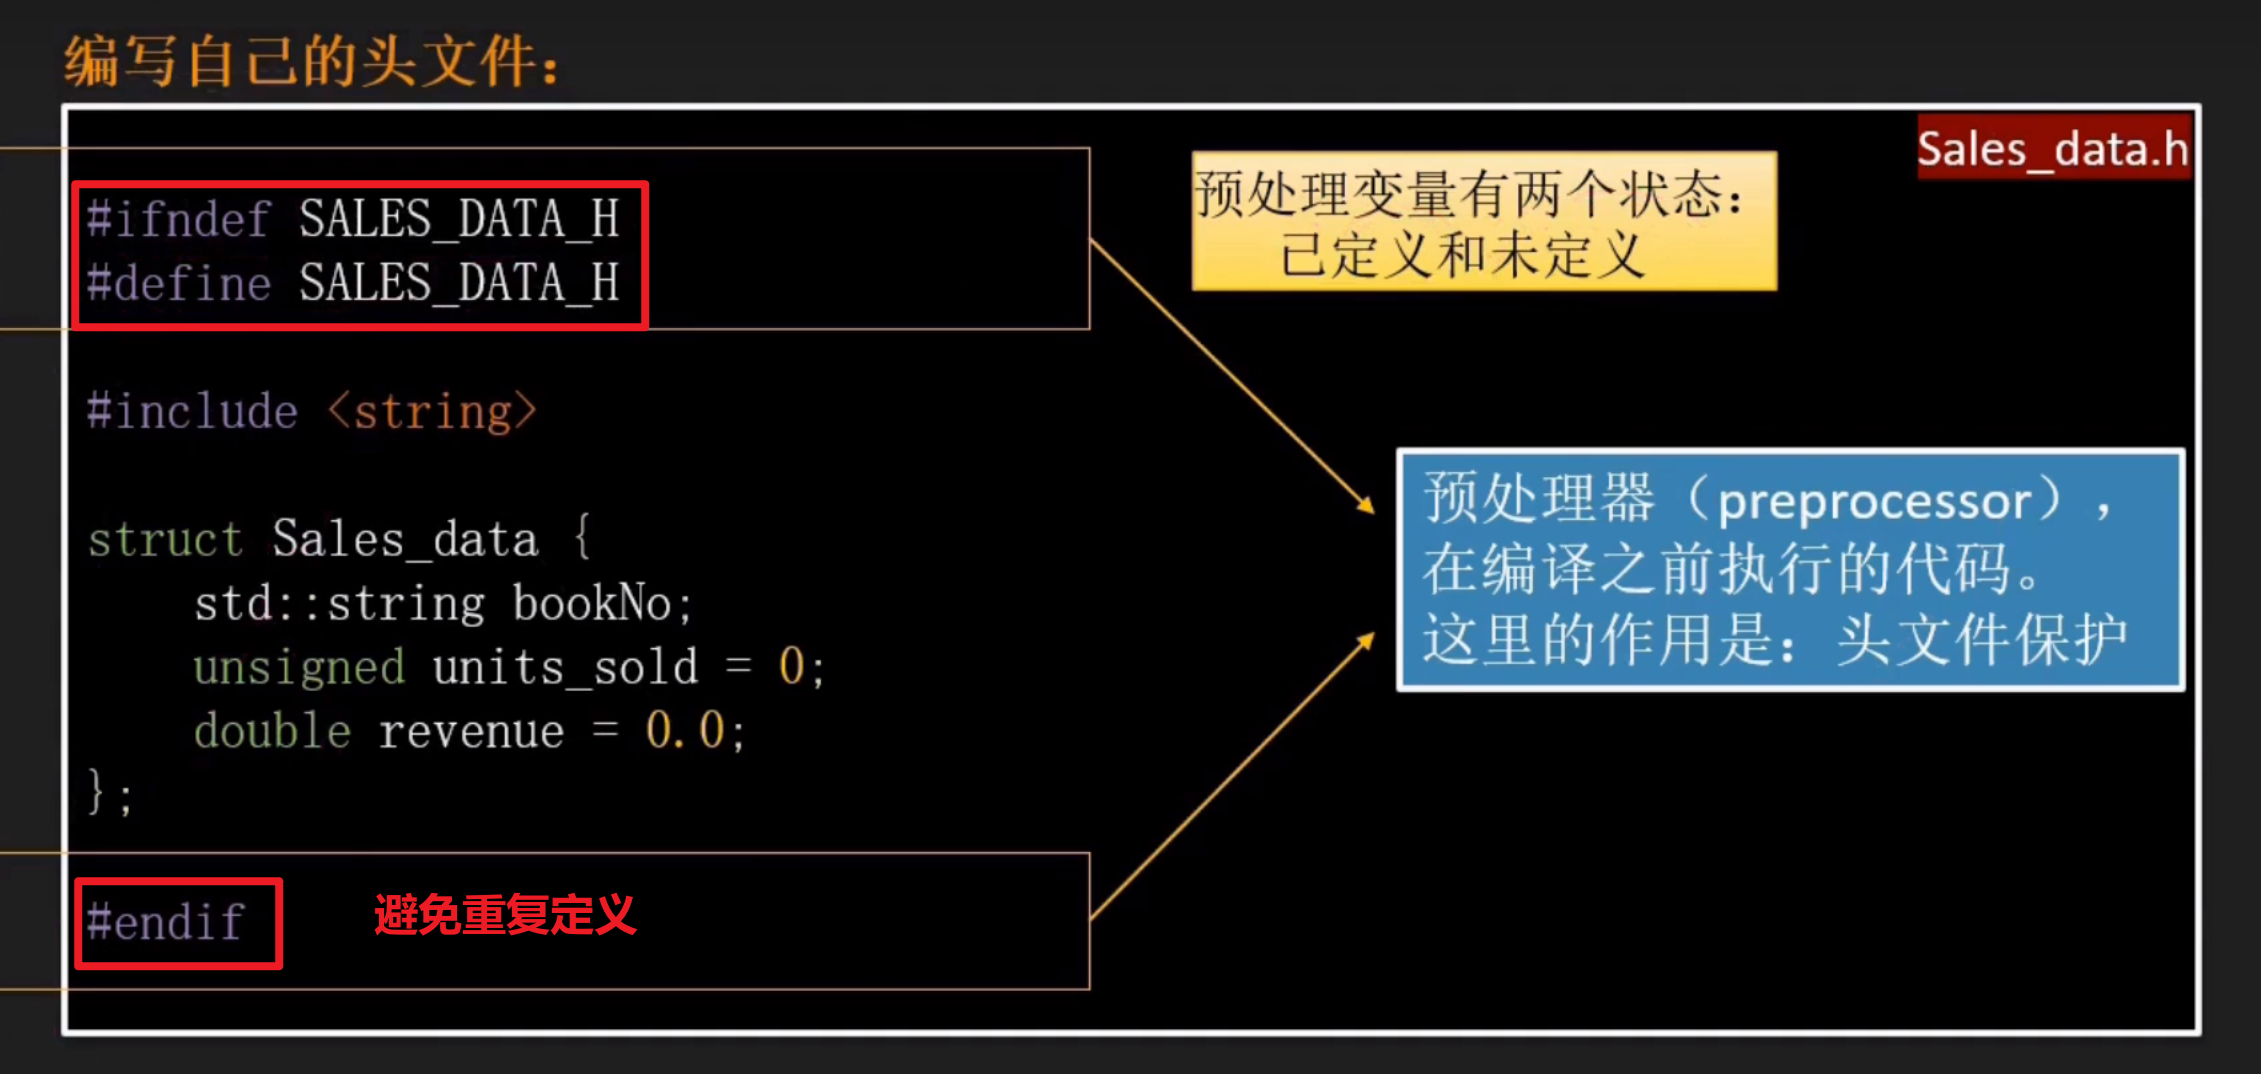 编写自己的头文件：
Sales_data.h
#ifndef SALES_DATA_H
#define SALES_DATA_H
预处理变量有两个状态：
已定义和未定义
#include <string>
struct Sales_data {
std::string bookNo;
unsigned units_sold = 0;
double revenue = 0.0;
};
预处理器（preprocessor），
在编译之前执行的代码。
这里的作用是：头文件保护
#endif
避免重复定义